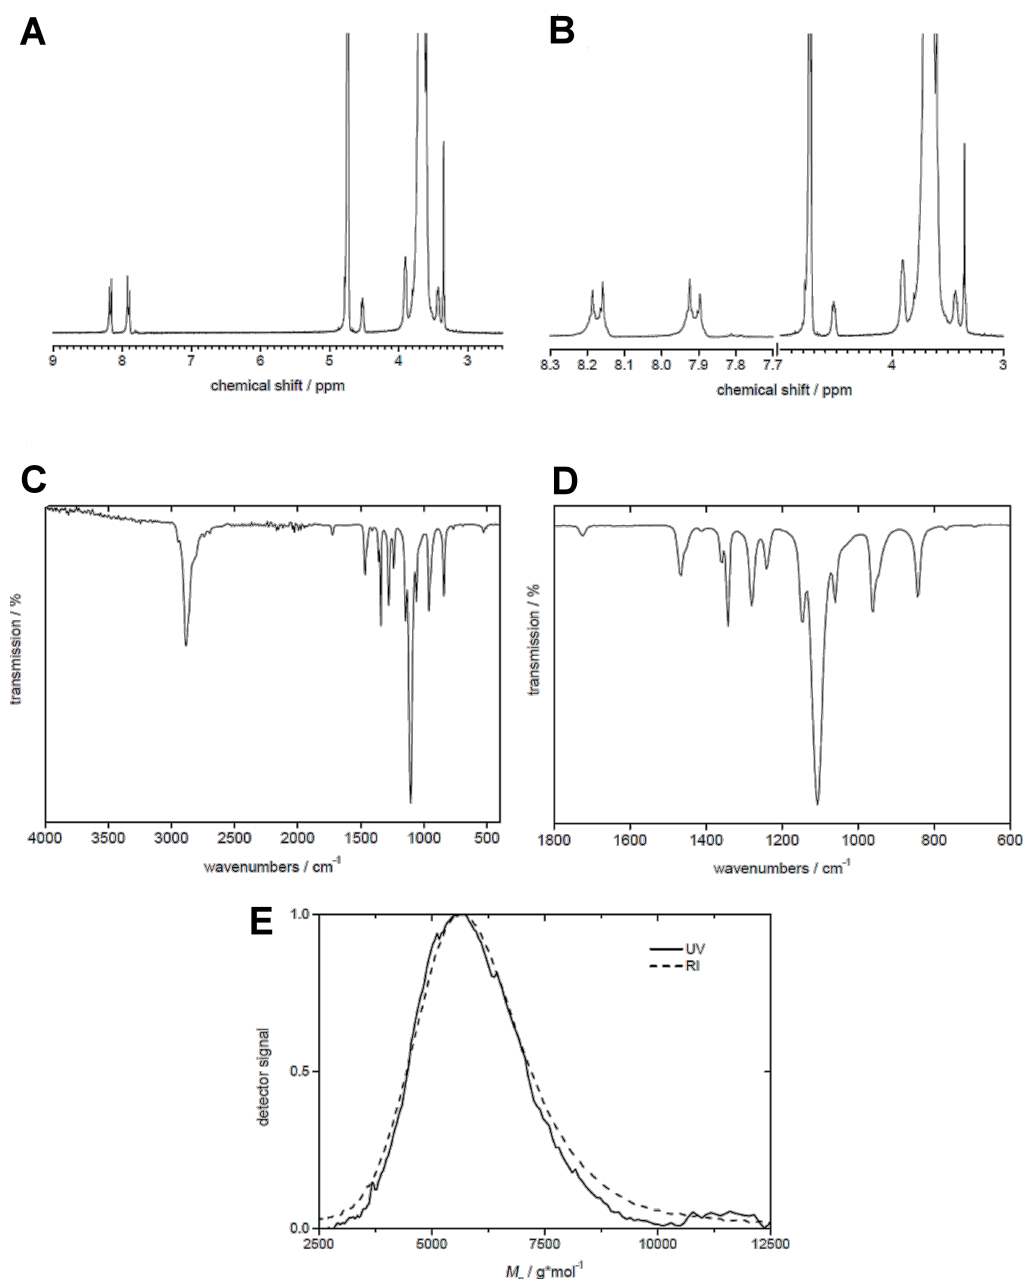 A
B
9 8 7 6 5 4 3
chemical shift / ppm
8.3 8.2 8.1 8.0 7.9 7.8 7.7 4 3
chemical shift / ppm
C
D
transmission / %
4000 3500 3000 2500 2000 1500 1000 500
wavenumbers / cm⁻¹
transmission / %
1800 1600 1400 1200 1000 800 600
wavenumbers / cm⁻¹
E
1.0
0.5
0.0
detector signal
UV
RI
2500 5000 7500 10000 12500
/ g*mol⁻¹